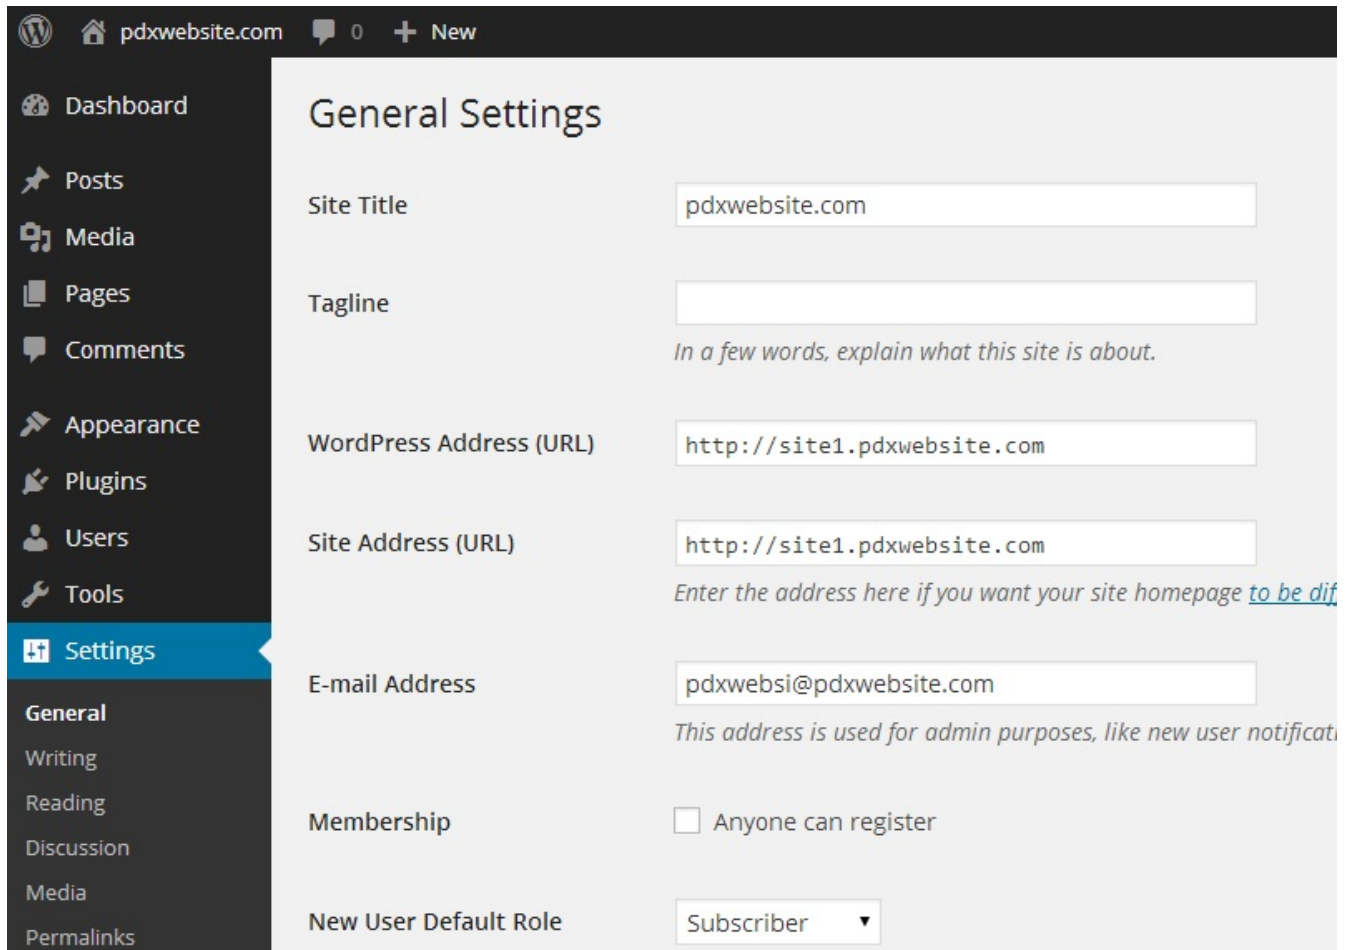 pdxwebsite.com 0 New
Dashboard
Posts
Media
Pages
Comments
Appearance
Plugins
Users
Tools
Settings
General
Writing
Reading
Discussion
Media
Permalinks
General Settings
Site Title pdxwebsite.com
Tagline
In a few words, explain what this site is about.
WordPress Address (URL) http://site1.pdxwebsite.com
Site Address (URL) http://site1.pdxwebsite.com
Enter the address here if you want your site homepage to be
E-mail Address pdxwebsi@pdxwebsite.com
This address is used for admin purposes, like new user
Membership Anyone can register
New User Default Role Subscriber